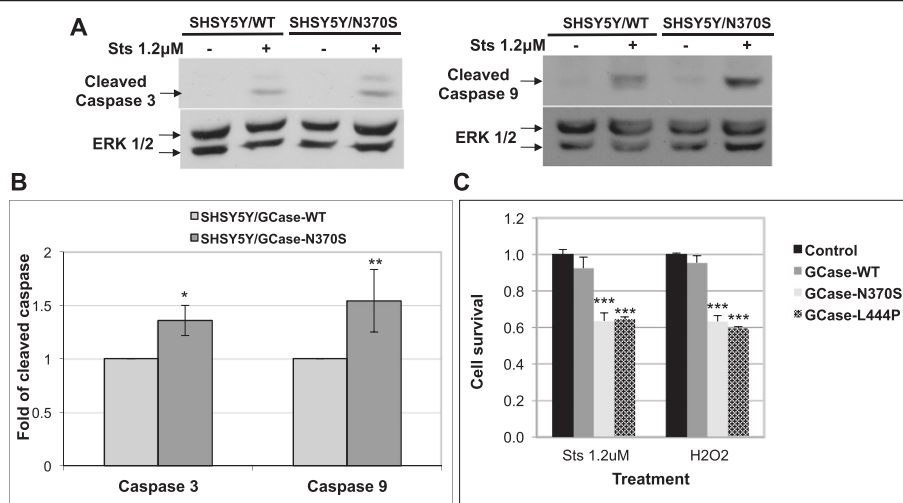 A
SHSY5Y/WT SHSY5Y/N370S
Sts 1.2µM - + - +
Cleaved
Caspase 3
ERK 1/2
SHSY5Y/WT SHSY5Y/N370S
Sts 1.2µM - + - +
Cleaved
Caspase 9
ERK 1/2
B
SHSY5Y/GCase-WT
SHSY5Y/GCase-N370S
Fold of cleaved caspase
2
1.5
1
0.5
0
*
**
Caspase 3 Caspase 9
C
Cell survival
1.2
1.0
0.8
0.6
0.4
0.2
0.0
*** ***
*** ***
Sts 1.2uM H2O2
Treatment
Control
GCase-WT
GCase-N370S
GCase-L444P